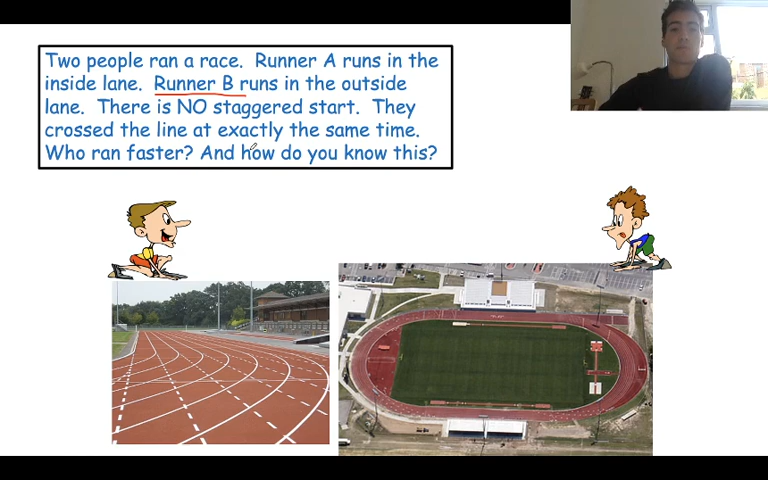 Two people ran a race. Runner A runs in the
inside lane. Runner B runs in the outside
lane. There is NO staggered start. They
crossed the line at exactly the same time.
Who ran faster? And how do you know this?